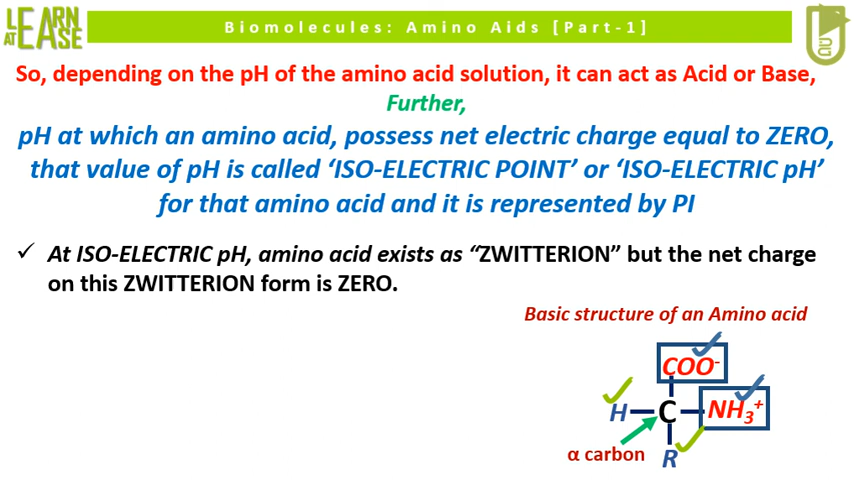 LEARN
AT EASE
Biomolecules: Amino Aids [Part-1]
So, depending on the pH of the amino acid solution, it can act as Acid or Base,
Further,
pH at which an amino acid, possess net electric charge equal to ZERO,
that value of pH is called ‘ISO-ELECTRIC POINT’ or ‘ISO-ELECTRIC pH’
for that amino acid and it is represented by PI
✓ At ISO-ELECTRIC pH, amino acid exists as “ZWITTERION” but the net charge
on this ZWITTERION form is ZERO.
Basic structure of an Amino acid
COO⁻
H C NH₃⁺
α carbon
R